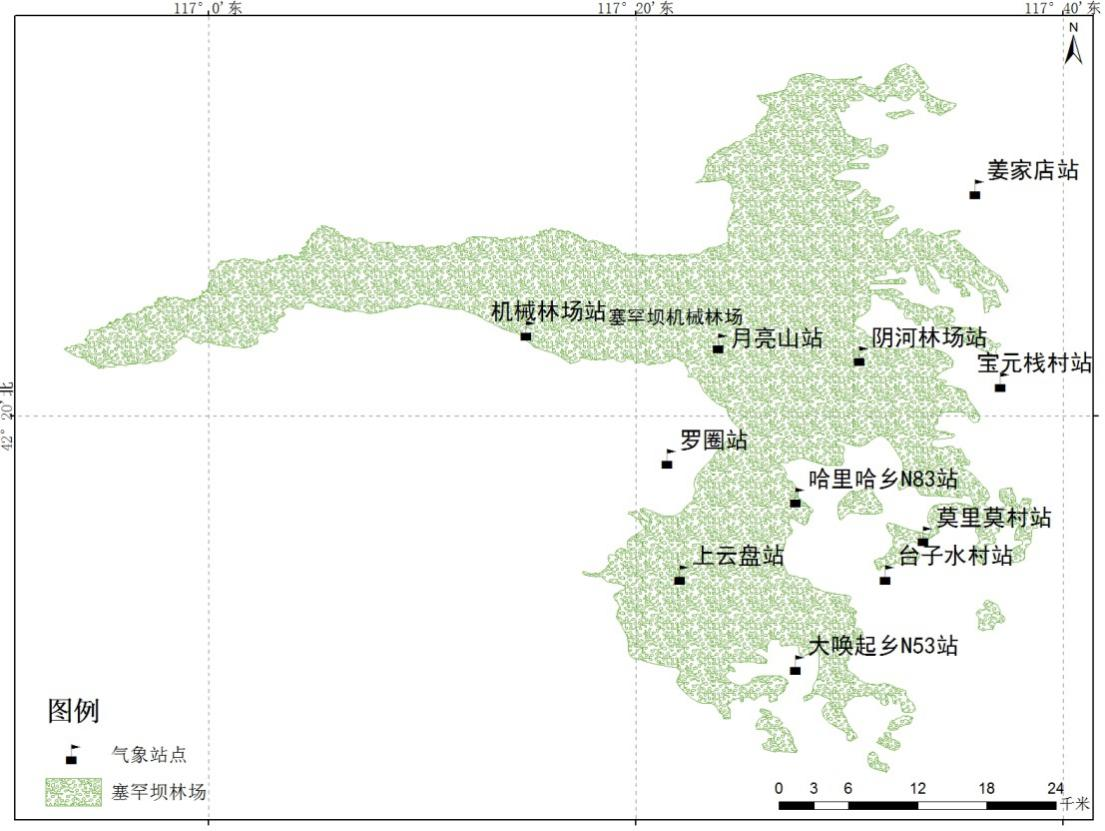 117° 0′ 东
117° 20′ 东
117° 40′ 东
N
姜家店站
机械林场站
塞罕坝机械林场
月亮山站
阴河林场站
宝元栈村站
42° 20′ 北
罗圈站
哈里哈乡N83站
莫里莫村站
上云盘站
台子水村站
大唤起乡N53站
图例
气象站点
塞罕坝林场
0 3 6 12 18 24
千米